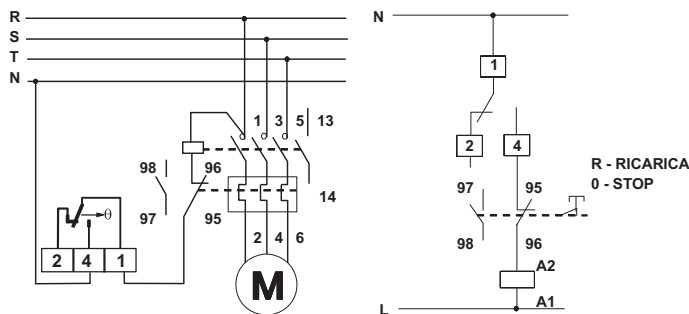 R
S
T
N
1 3 5 13
98 96
97 95
14
2 4 1
2 4 6
M
θ
N
1
2 4
R - RICARICA
0 - STOP
97 95
98 96
A2
A1
L